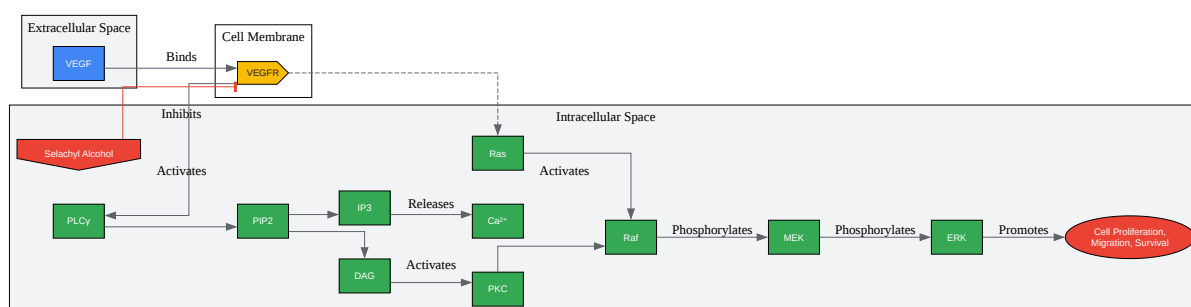 Extracellular Space
Cell Membrane
VEGF
Binds
VEGFR
Inhibits
Intracellular Space
Selachyl Alcohol
Ras
Activates
Activates
PLCγ
PIP2
IP3
Releases
Ca²⁺
Raf
Phosphorylates
MEK
Phosphorylates
ERK
Promotes
Cell Proliferation,
Migration, Survival
DAG
Activates
PKC